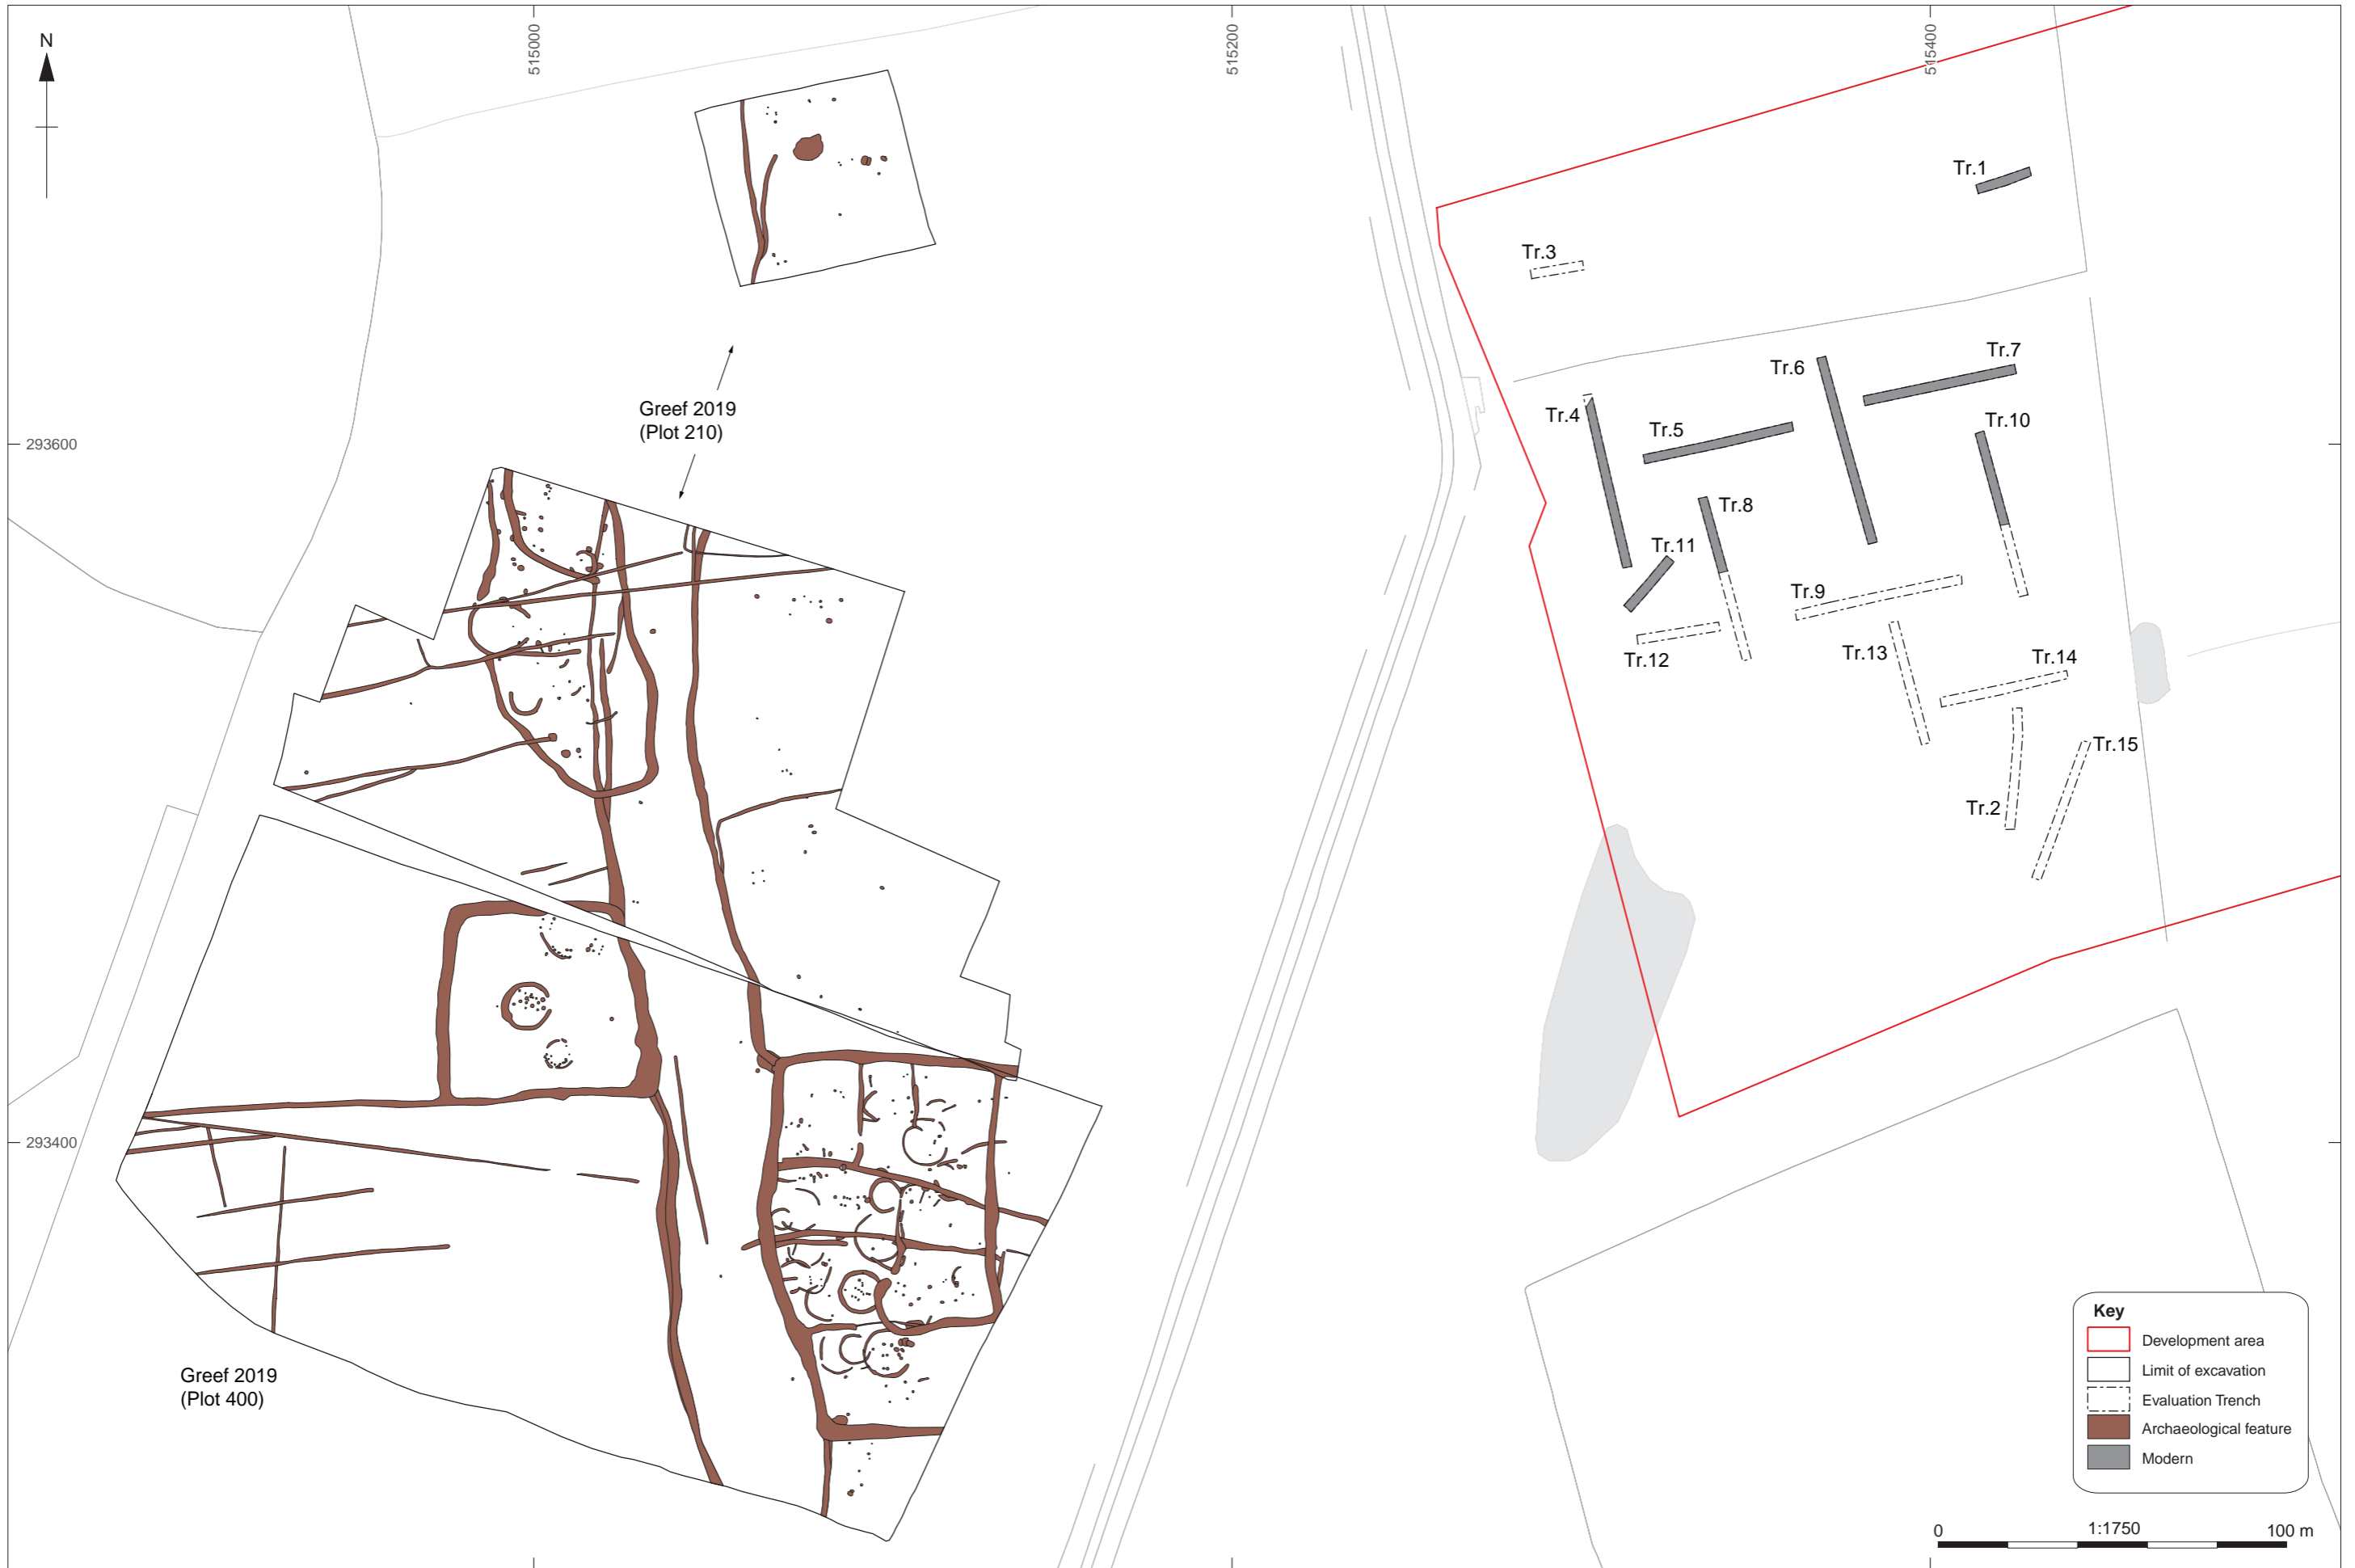 N
515000
515200
515400
Tr.1
Tr.3
Tr.6
Tr.7
Greef 2019
(Plot 210)
Tr.4
Tr.5
Tr.10
293600
Tr.8
Tr.11
Tr.9
Tr.12
Tr.13
Tr.14
Tr.15
Tr.2
293400
Greef 2019
(Plot 400)
Key
Development area
Limit of excavation
Evaluation Trench
Archaeological feature
Modern
0
1:1750
100 m